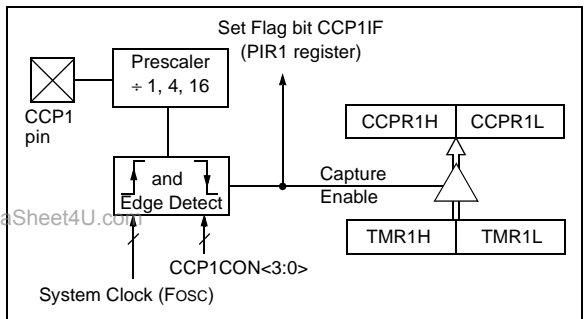 Set Flag bit CCP1IF
(PIR1 register)
Prescaler
÷ 1, 4, 16
CCP1
pin
CCPR1H CCPR1L
and
Edge Detect
Capture
Enable
TMR1H TMR1L
aSheet4U.com
CCP1CON<3:0>
System Clock (FOSC)